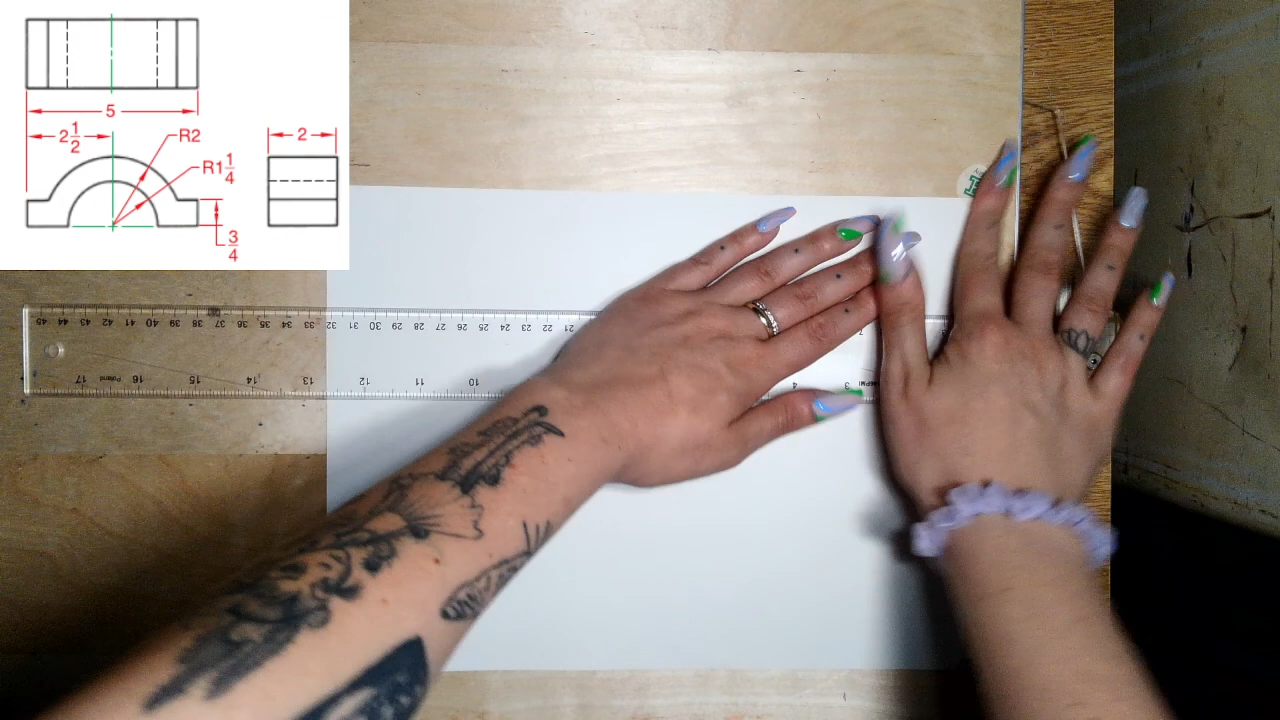 5
2 1/2
R2
R1 1/4
2
3/4
45 44 43 42 41 40 39 38 37 36 35 34 33 32 31 30 29 28 27 26 25 24 23 22 21
7
17 Poland 16 15 14 13 12 11 10
4 3